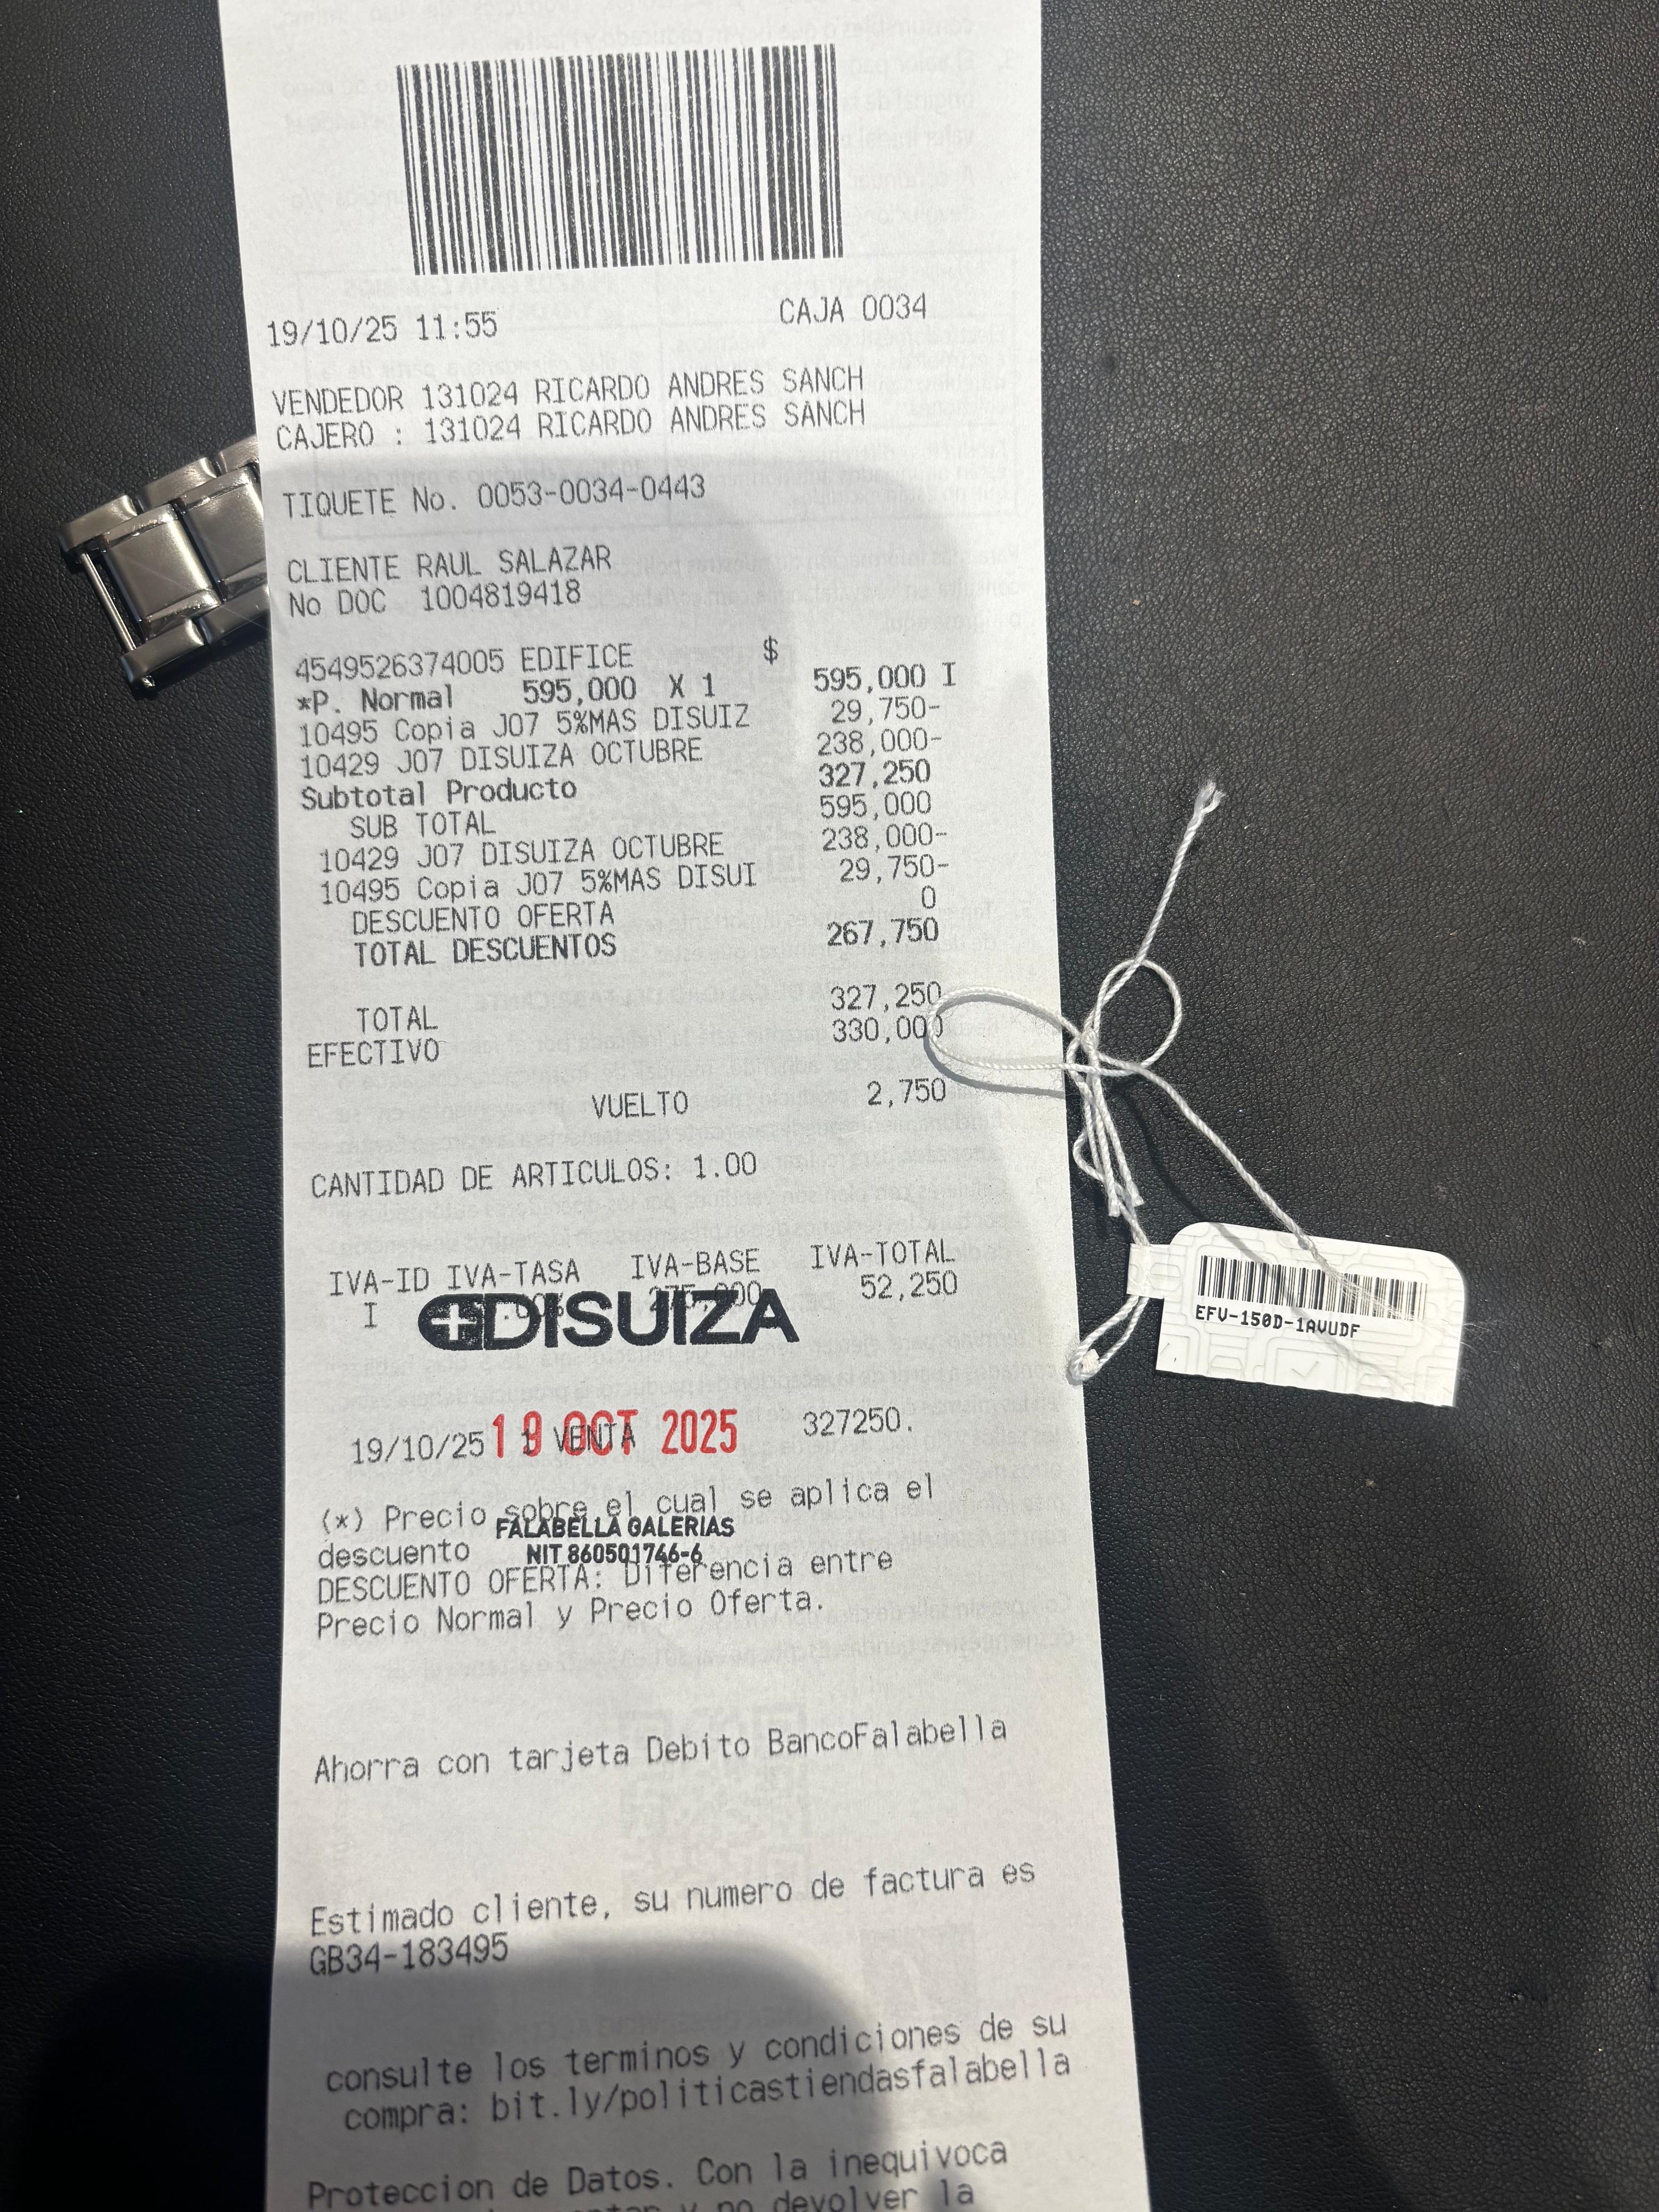 19/10/25 11:55 CAJA 0034
VENDEDOR 131024 RICARDO ANDRES SANCH
CAJERO : 131024 RICARDO ANDRES SANCH
TIQUETE No. 0053-0034-0443
CLIENTE RAUL SALAZAR
No DOC 1004819418
$
4549526374005 EDIFICE
*P. Normal 595,000 X 1 595,000 I
10495 Copia J07 5%MAS DISUIZ 29,750-
10429 J07 DISUIZA OCTUBRE 238,000-
Subtotal Producto 327,250
SUB TOTAL 595,000
10429 J07 DISUIZA OCTUBRE 238,000-
10495 Copia J07 5%MAS DISUI 29,750-
DESCUENTO OFERTA 0
TOTAL DESCUENTOS 267,750
TOTAL 327,250
EFECTIVO 330,000
VUELTO 2,750
CANTIDAD DE ARTICULOS: 1.00
IVA-ID IVA-TASA IVA-BASE IVA-TOTAL
I 275,000 52,250
DISUIZA
19/10/25 1 VENTA 327250.
19 OCT 2025
(*) Precio sobre el cual se aplica el
descuento
FALABELLA GALERIAS
NIT 860501746-6
DESCUENTO OFERTA: Diferencia entre
Precio Normal y Precio Oferta.
Ahorra con tarjeta Debito BancoFalabella
Estimado cliente, su numero de factura es
GB34-183495
consulte los terminos y condiciones de su
compra: bit.ly/politicastiendasfalabella
Proteccion de Datos. Con la inequivoca
y no devolver la
EFV-150D-1AVUDF